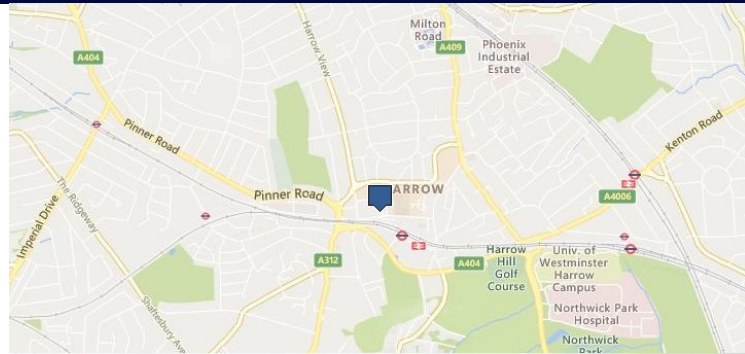 Milton
Road
A409
Phoenix
Industrial
Estate
A404
Harrow View
Pinner Road
Kenton Road
The Ridgeway
Imperial Drive
Pinner Road
ARROW
A4006
Shaftesbury Ave
A312
A404
Harrow
Hill
Golf
Course
Univ. of
Westminster
Harrow
Campus
Northwick Park
Hospital
Northwick
Park